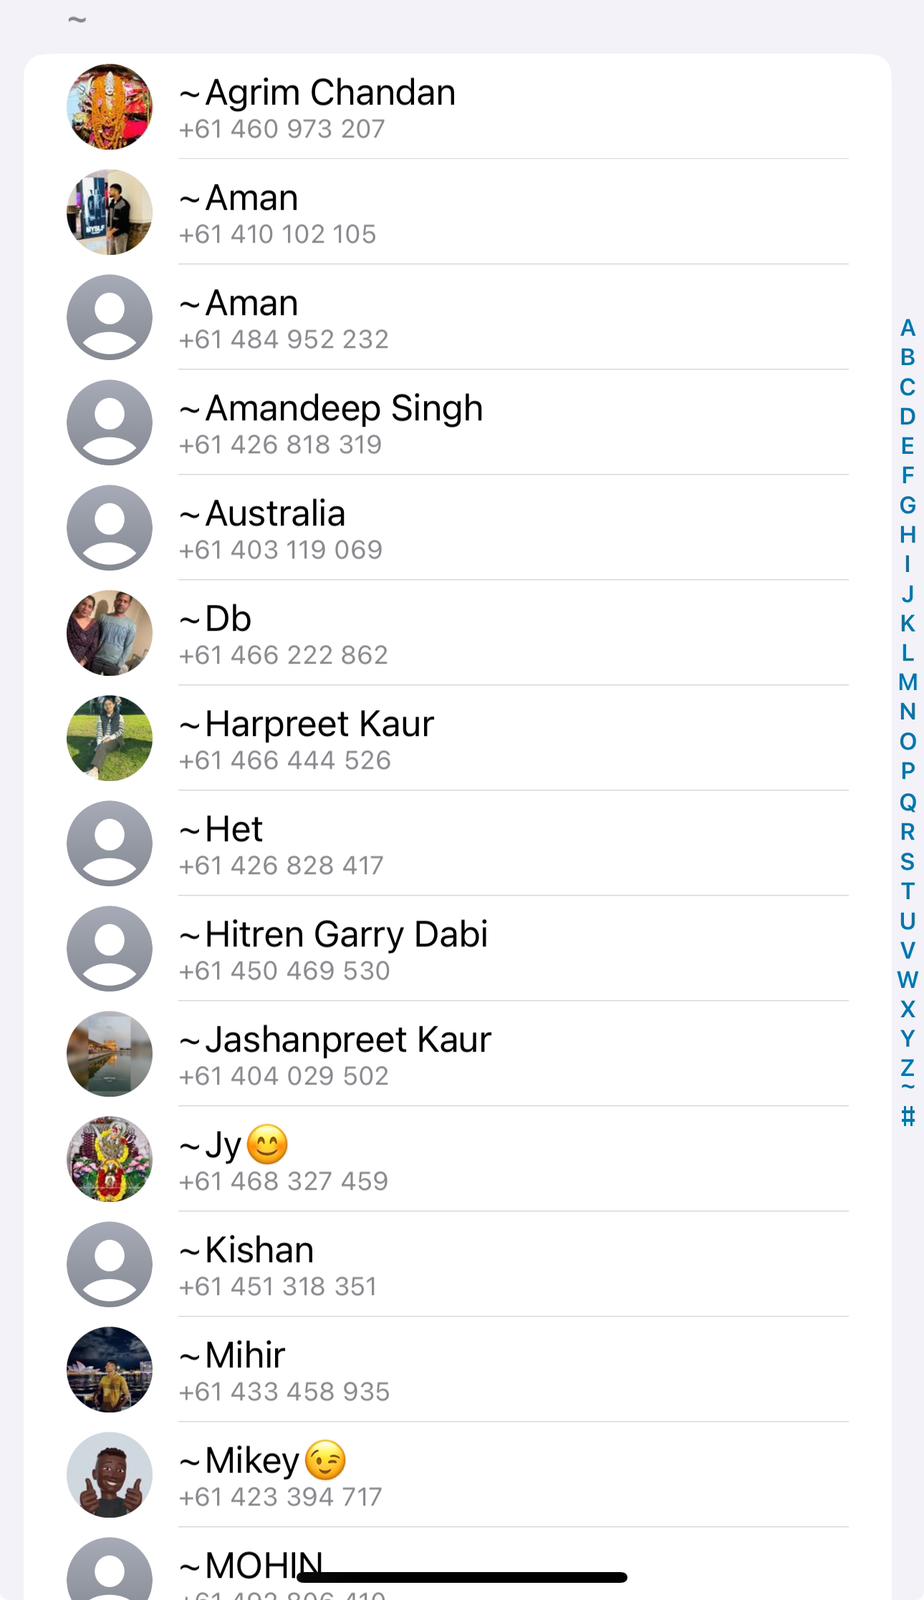 ~
~Agrim Chandan
+61 460 973 207
~Aman
+61 410 102 105
~Aman
+61 484 952 232
~Amandeep Singh
+61 426 818 319
~Australia
+61 403 119 069
~Db
+61 466 222 862
~Harpreet Kaur
+61 466 444 526
~Het
+61 426 828 417
~Hitren Garry Dabi
+61 450 469 530
~Jashanpreet Kaur
+61 404 029 502
~Jy😊
+61 468 327 459
~Kishan
+61 451 318 351
~Mihir
+61 433 458 935
~Mikey😉
+61 423 394 717
~MOHIN
A
B
C
D
E
F
G
H
I
J
K
L
M
N
O
P
Q
R
S
T
U
V
W
X
Y
Z
~
#